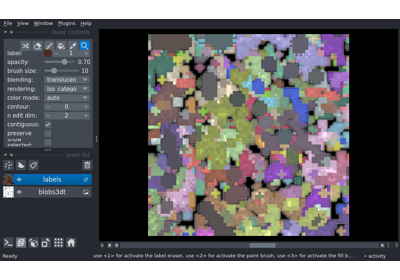 File View Window Plugins Help
layer controls
label: 1
opacity: 0.70
brush size: 10
blending: translucen
rendering: iso_catego
color mode: auto
contour: 0
n edit dim: 2
contiguous:
preserve
selected:
layer list
labels
blobs3dt
Ready
use <1> for activate the label eraser, use <2> for activate the paint brush, use <3> for activate the fill b...
activity